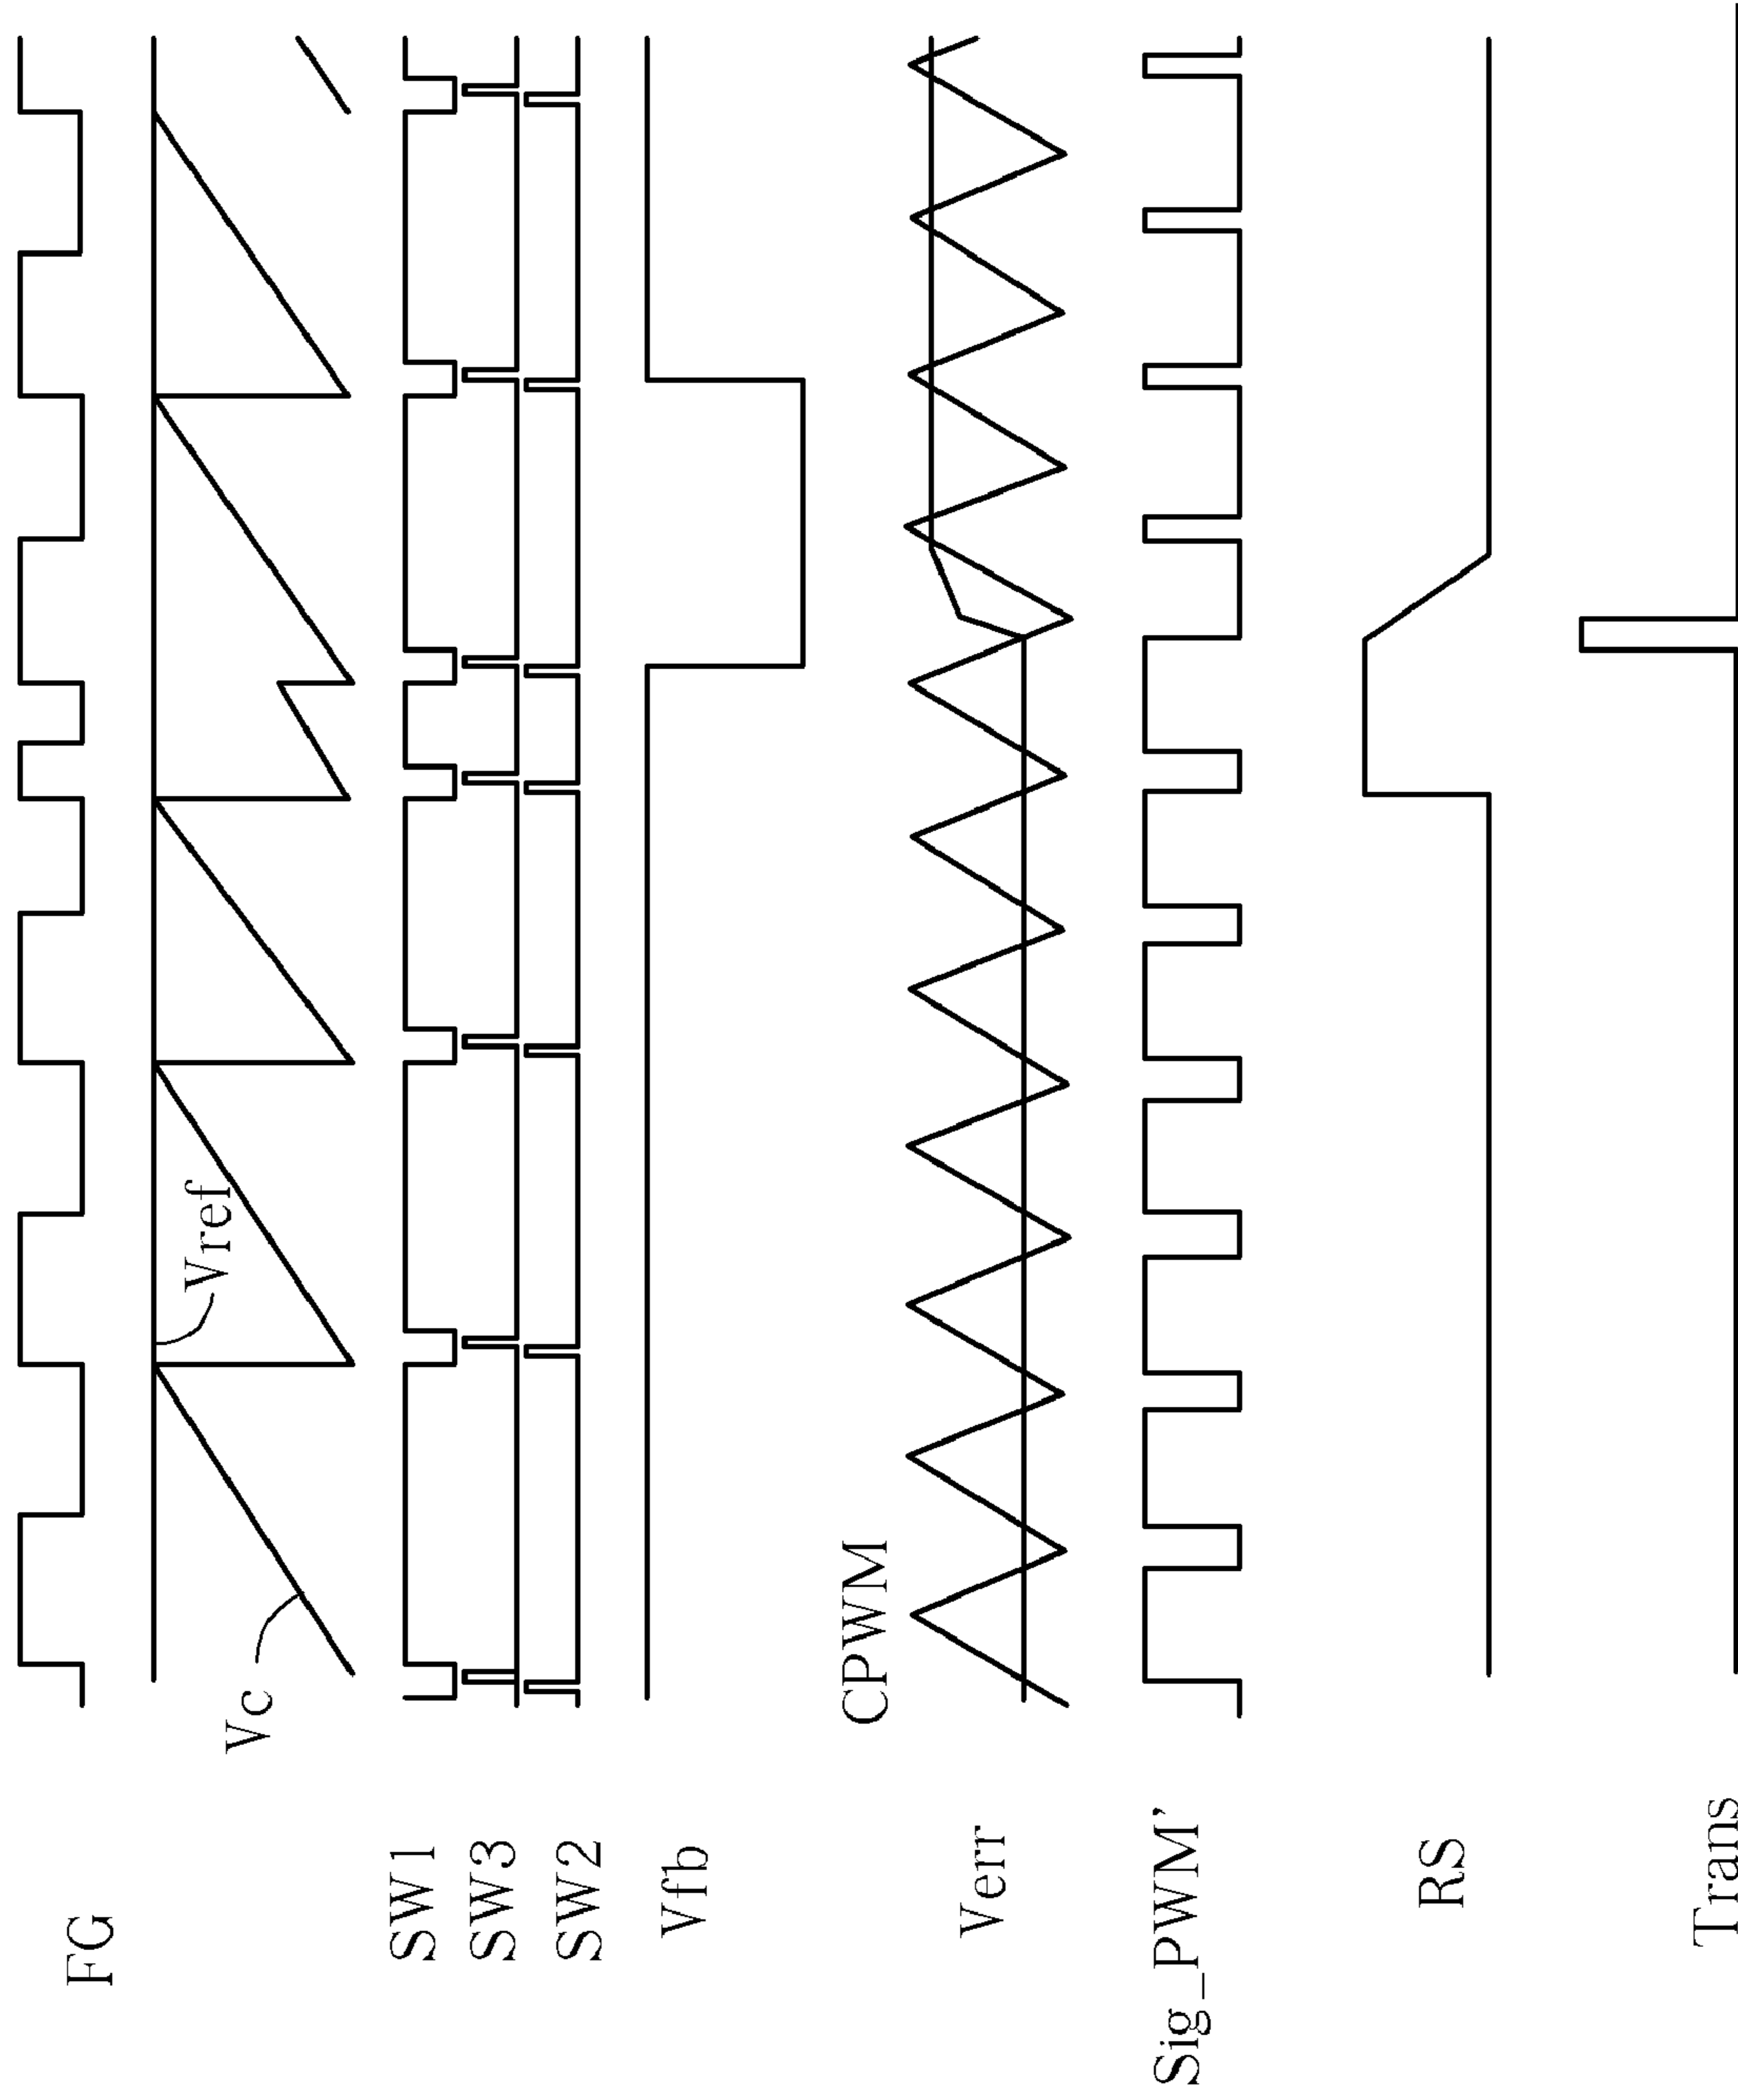 FG
Vc
Vref
SW1
SW3
SW2
Vfb
CPWM
Verr
Sig_PWM'
RS
Trans